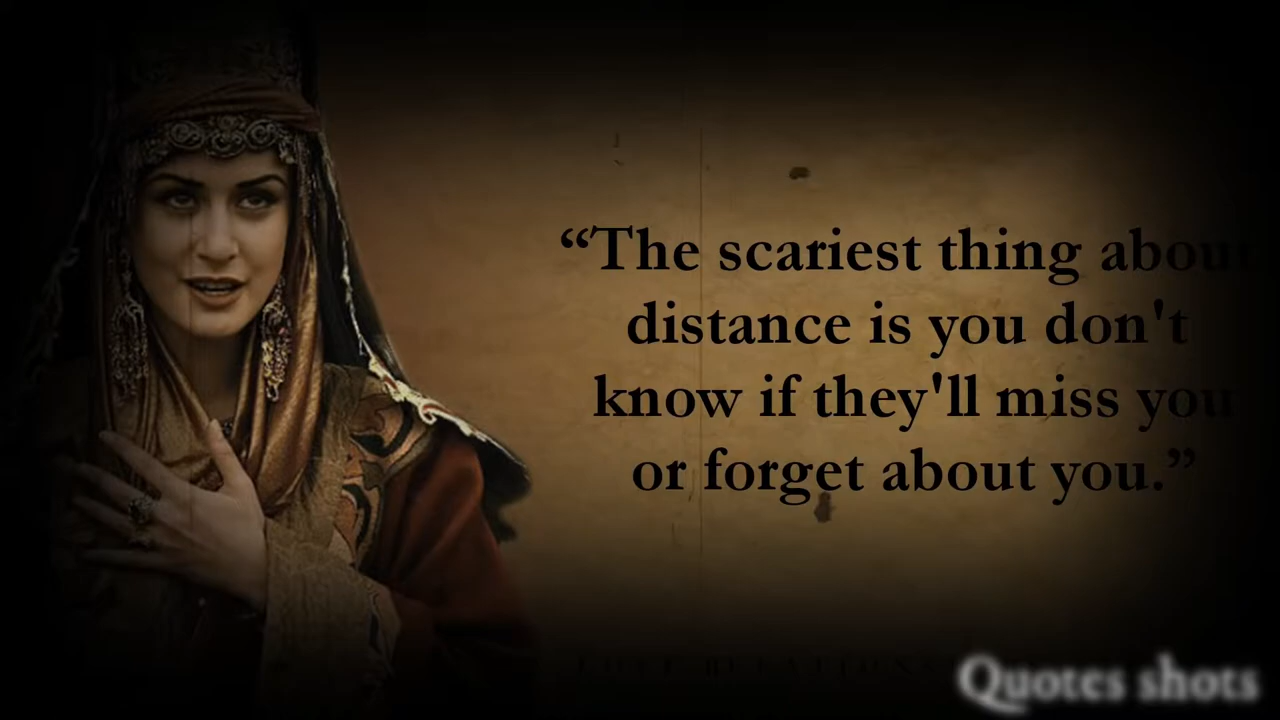 “The scariest thing about
distance is you don't
know if they'll miss you
or forget about you.”
Quotes shots